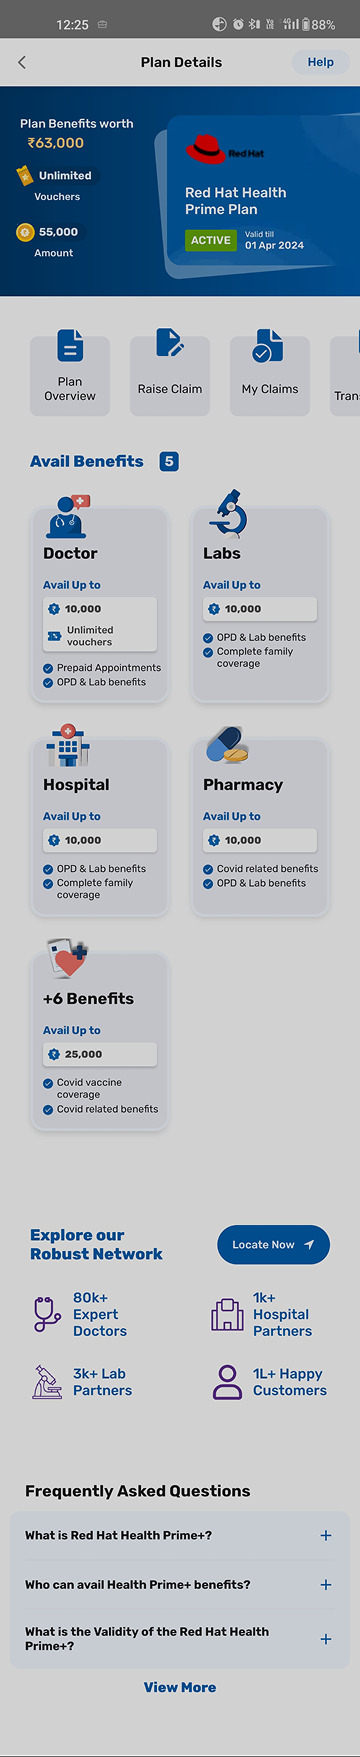 12:25
88%
Plan Details
Help
Plan Benefits worth
₹63,000
Unlimited
Vouchers
55,000
Amount
Red Hat
Red Hat Health
Prime Plan
ACTIVE
Valid till
01 Apr 2024
Plan
Overview
Raise Claim
My Claims
Trans
Avail Benefits 5
Doctor
Avail Up to
10,000
Unlimited
vouchers
Prepaid Appointments
OPD & Lab benefits
Labs
Avail Up to
10,000
OPD & Lab benefits
Complete family
coverage
Hospital
Avail Up to
10,000
OPD & Lab benefits
Complete family
coverage
Pharmacy
Avail Up to
10,000
Covid related benefits
OPD & Lab benefits
+6 Benefits
Avail Up to
25,000
Covid vaccine
coverage
Covid related benefits
Explore our
Robust Network
Locate Now
80k+
Expert
Doctors
1k+
Hospital
Partners
3k+ Lab
Partners
1L+ Happy
Customers
Frequently Asked Questions
What is Red Hat Health Prime+?
Who can avail Health Prime+ benefits?
What is the Validity of the Red Hat Health
Prime+?
View More